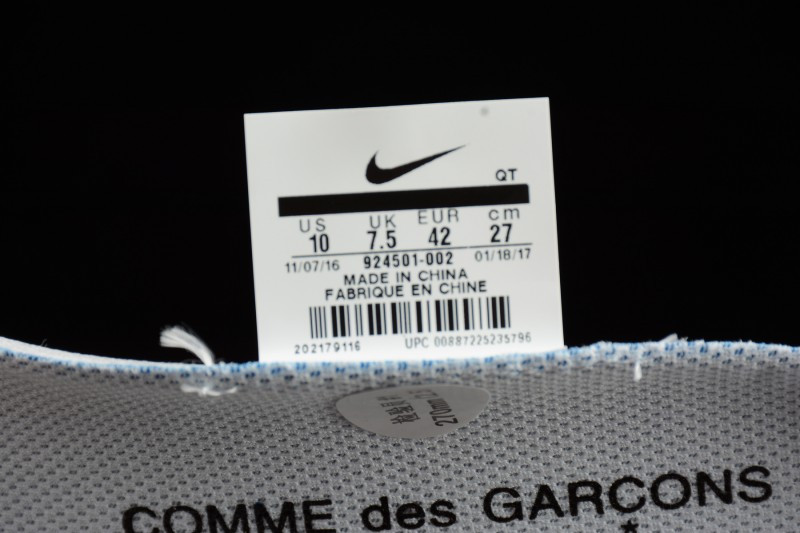 QT
US UK EUR cm
10 7.5 42 27
11/07/16 924501-002 01/18/17
MADE IN CHINA
FABRIQUE EN CHINE
202179116 UPC 00887225235796
270mm
COMME des GARCONS